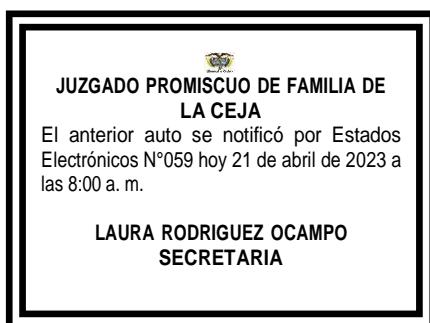 JUZGADO PROMISCUO DE FAMILIA DE
LA CEJA
El anterior auto se notificó por Estados
Electrónicos N°059 hoy 21 de abril de 2023 a
las 8:00 a. m.
LAURA RODRIGUEZ OCAMPO
SECRETARIA